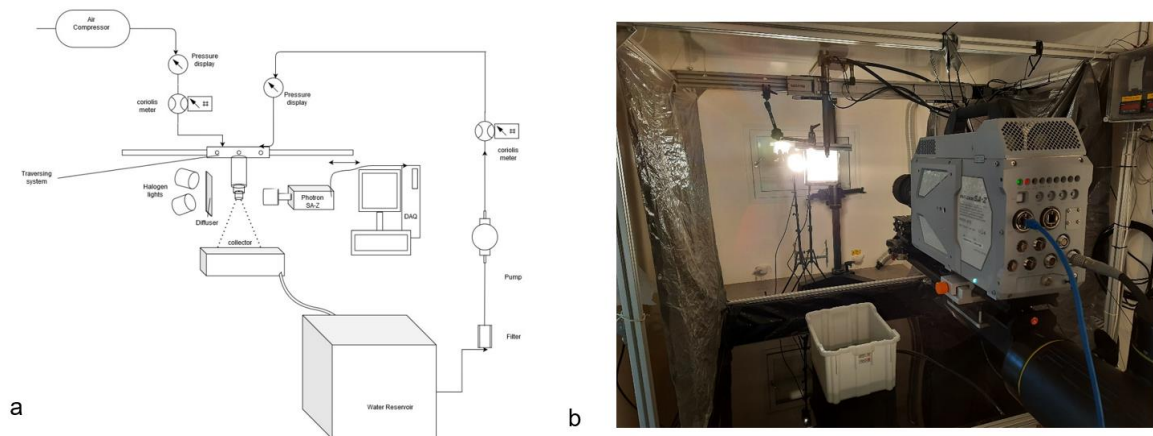 Air
Compressor
Pressure
display
coriolis
meter
Pressure
display
coriolis
meter
Traversing
system
Halogen
lights
Diffuser
Photron
SA-Z
DAQ
collector
Pump
Filter
Water Reservoir
a
b
SA-Z